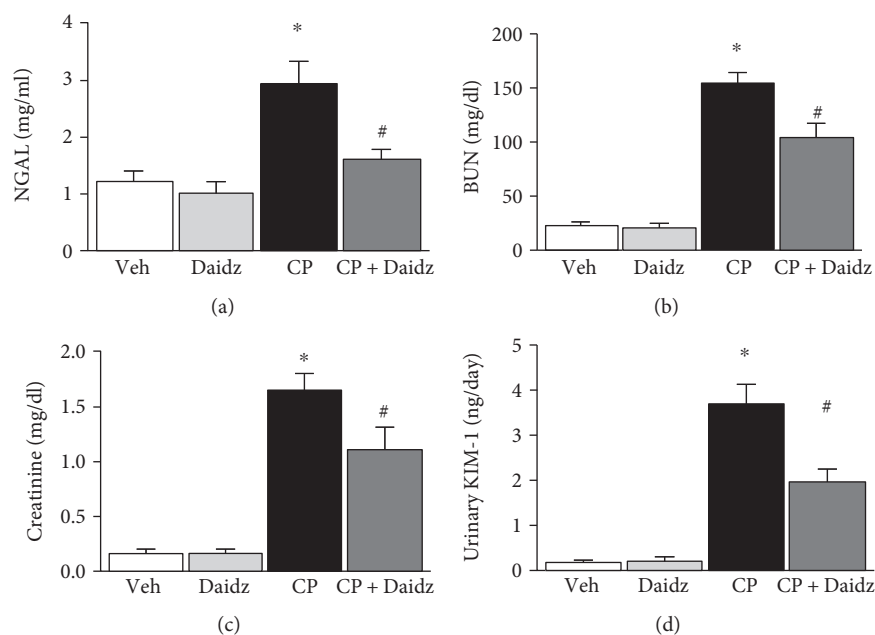 NGAL (mg/ml)
4
3
2
1
0
*
#
Veh Daidz CP CP + Daidz
(a)
BUN (mg/dl)
200
150
100
50
0
*
#
Veh Daidz CP CP + Daidz
(b)
Creatinine (mg/dl)
2.0
1.5
1.0
0.5
0.0
*
#
Veh Daidz CP CP + Daidz
(c)
Urinary KIM-1 (ng/day)
5
4
3
2
1
0
*
#
Veh Daidz CP CP + Daidz
(d)